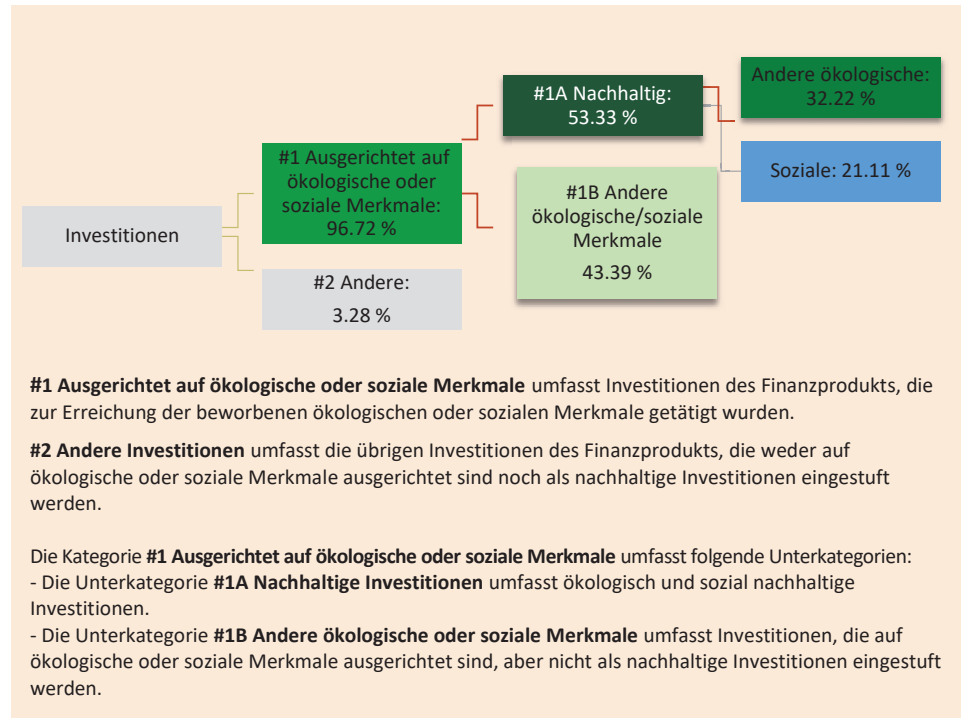 Investitionen
#1 Ausgerichtet auf
ökologische oder
soziale Merkmale:
96.72 %
#2 Andere:
3.28 %
#1A Nachhaltig:
53.33 %
#1B Andere
ökologische/soziale
Merkmale
43.39 %
Andere ökologische:
32.22 %
Soziale: 21.11 %
#1 Ausgerichtet auf ökologische oder soziale Merkmale umfasst Investitionen des Finanzprodukts, die
zur Erreichung der beworbenen ökologischen oder sozialen Merkmale getätigt wurden.
#2 Andere Investitionen umfasst die übrigen Investitionen des Finanzprodukts, die weder auf
ökologische oder soziale Merkmale ausgerichtet sind noch als nachhaltige Investitionen eingestuft
werden.
Die Kategorie #1 Ausgerichtet auf ökologische oder soziale Merkmale umfasst folgende Unterkategorien:
- Die Unterkategorie #1A Nachhaltige Investitionen umfasst ökologisch und sozial nachhaltige
Investitionen.
- Die Unterkategorie #1B Andere ökologische oder soziale Merkmale umfasst Investitionen, die auf
ökologische oder soziale Merkmale ausgerichtet sind, aber nicht als nachhaltige Investitionen eingestuft
werden.